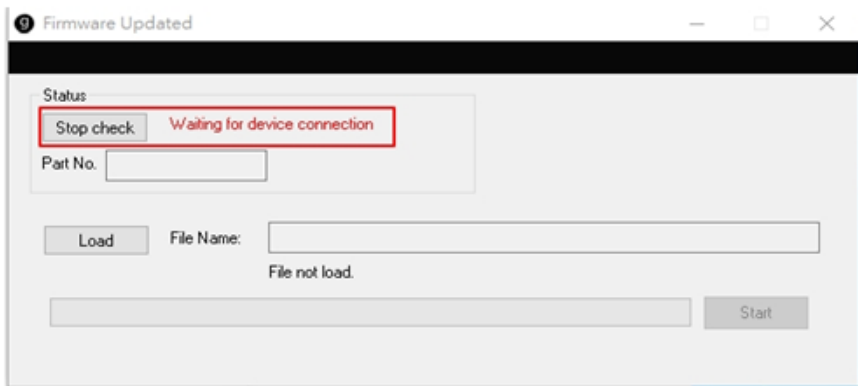 g Firmware Updated
Status
Stop check Waiting for device connection
Part No.
Load File Name:
File not load.
Start